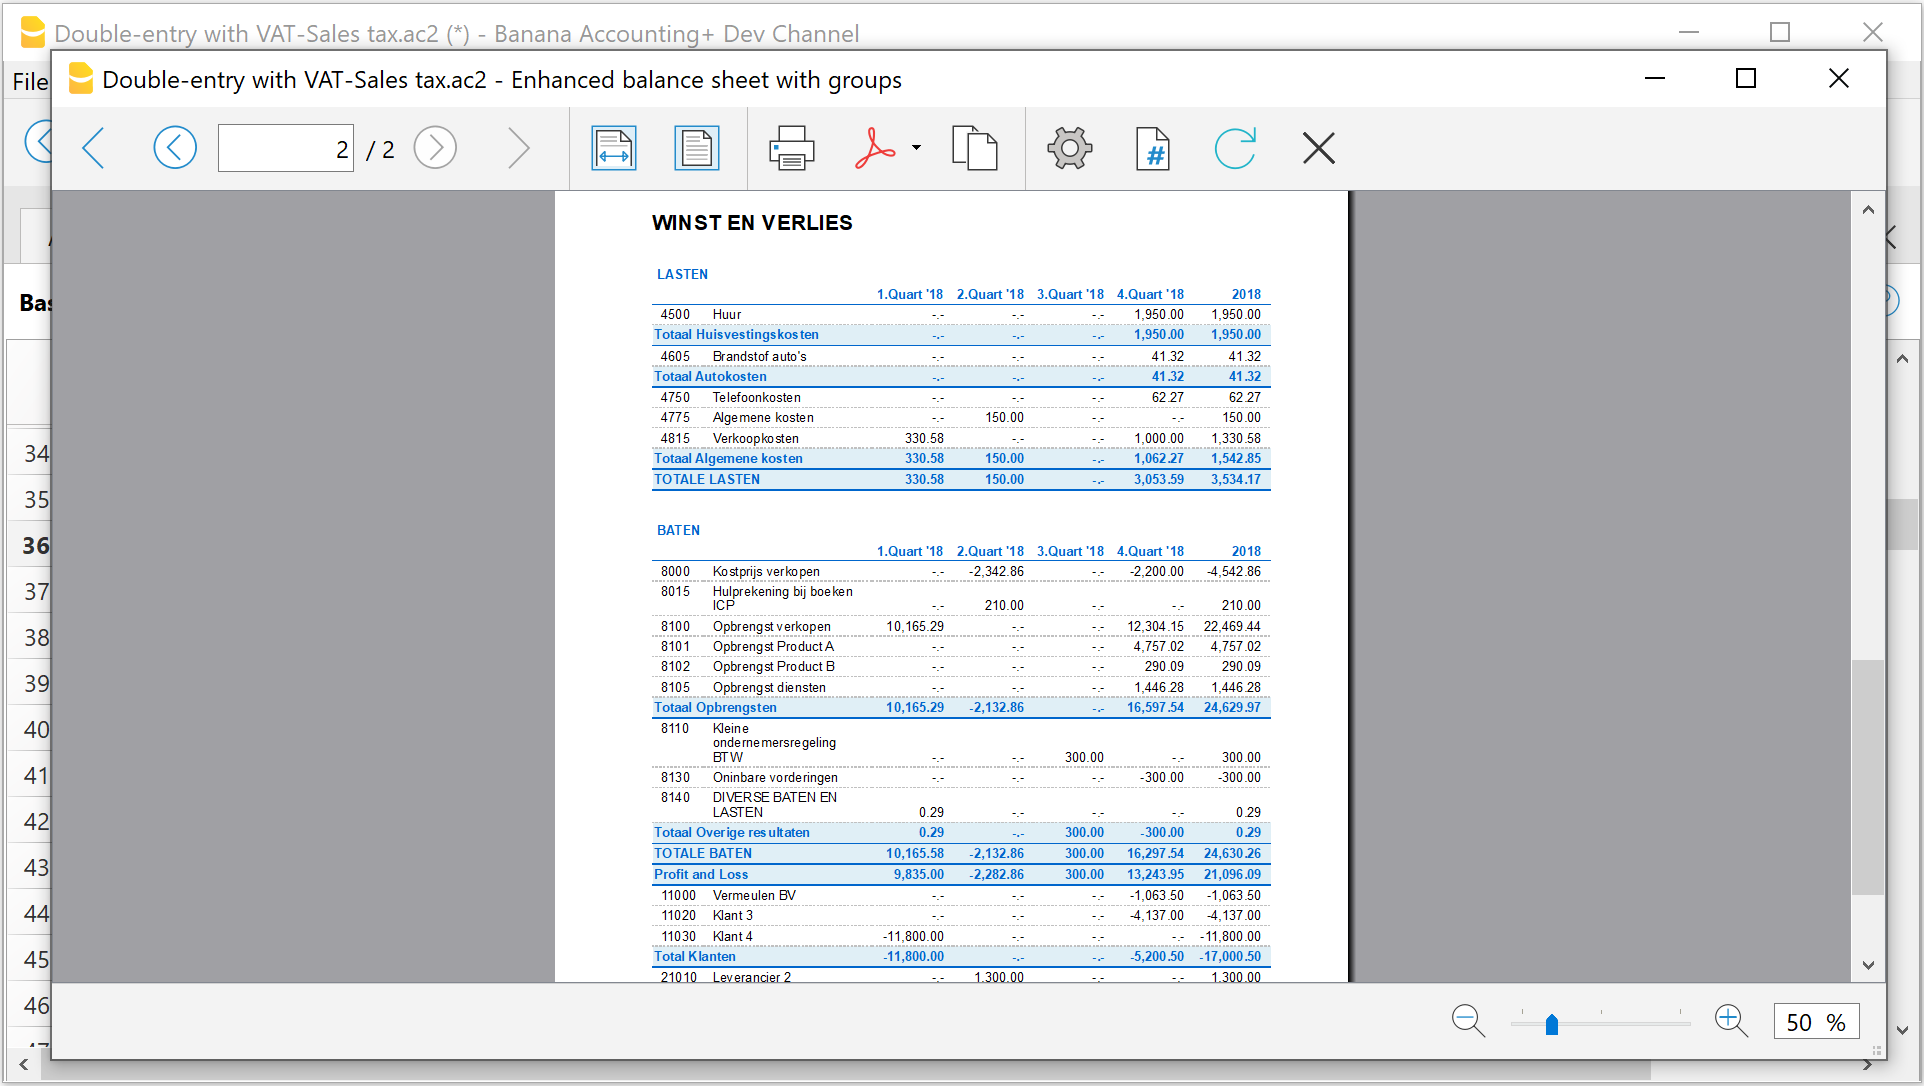 Double-entry with VAT-Sales tax.ac2 (*) - Banana Accounting+ Dev Channel
File
Double-entry with VAT-Sales tax.ac2 - Enhanced balance sheet with groups
2 / 2
#
Bas
34
35
36
37
38
39
40
41
42
43
44
45
46
WINST EN VERLIES
LASTEN
1.Quart '18 2.Quart '18 3.Quart '18 4.Quart '18 2018
4500 Huur -.- -.- -.- 1,950.00 1,950.00
Totaal Huisvestingskosten -.- -.- -.- 1,950.00 1,950.00
4605 Brandstof auto's -.- -.- -.- 41.32 41.32
Totaal Autokosten -.- -.- -.- 41.32 41.32
4750 Telefoonkosten -.- -.- -.- 62.27 62.27
4775 Algemene kosten -.- 150.00 -.- -.- 150.00
4815 Verkoopkosten 330.58 -.- -.- 1,000.00 1,330.58
Totaal Algemene kosten 330.58 150.00 -.- 1,062.27 1,542.85
TOTALE LASTEN 330.58 150.00 -.- 3,053.59 3,534.17
BATEN
1.Quart '18 2.Quart '18 3.Quart '18 4.Quart '18 2018
8000 Kostprijs verkopen -.- -2,342.86 -.- -2,200.00 -4,542.86
8015 Hulprekening bij boeken
ICP -.- 210.00 -.- -.- 210.00
8100 Opbrengst verkopen 10,165.29 -.- -.- 12,304.15 22,469.44
8101 Opbrengst Product A -.- -.- -.- 4,757.02 4,757.02
8102 Opbrengst Product B -.- -.- -.- 290.09 290.09
8105 Opbrengst diensten -.- -.- -.- 1,446.28 1,446.28
Totaal Opbrengsten 10,165.29 -2,132.86 -.- 16,597.54 24,629.97
8110 Kleine
ondernemersregeling
BTW -.- -.- 300.00 -.- 300.00
8130 Oninbare vorderingen -.- -.- -.- -300.00 -300.00
8140 DIVERSE BATEN EN
LASTEN 0.29 -.- -.- -.- 0.29
Totaal Overige resultaten 0.29 -.- 300.00 -300.00 0.29
TOTALE BATEN 10,165.58 -2,132.86 300.00 16,297.54 24,630.26
Profit and Loss 9,835.00 -2,282.86 300.00 13,243.95 21,096.09
11000 Vermeulen BV -.- -.- -.- -1,063.50 -1,063.50
11020 Klant 3 -.- -.- -.- -4,137.00 -4,137.00
11030 Klant 4 -11,800.00 -.- -.- -.- -11,800.00
Total Klanten -11,800.00 -.- -.- -5,200.50 -17,000.50
21010 Leverancier 2 -.- 1,300.00 -.- -.- 1,300.00
50 %